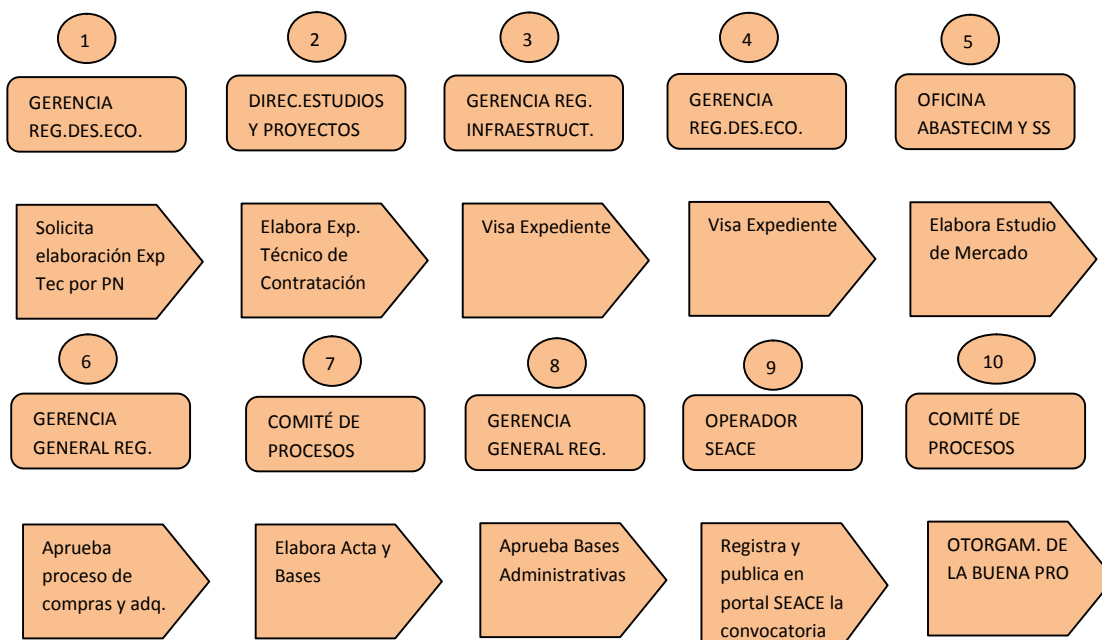 1
2
3
4
5
GERENCIA
REG.DES.ECO.
DIREC.ESTUDIOS
Y PROYECTOS
GERENCIA REG.
INFRAESTRUCT.
GERENCIA
REG.DES.ECO.
OFICINA
ABASTECIM Y SS
Solicita
elaboración Exp
Tec por PN
Elabora Exp.
Técnico de
Contratación
Visa Expediente
Visa Expediente
Elabora Estudio
de Mercado
6
7
8
9
10
GERENCIA
GENERAL REG.
COMITÉ DE
PROCESOS
GERENCIA
GENERAL REG.
OPERADOR
SEACE
COMITÉ DE
PROCESOS
Aprueba
proceso de
compras y adq.
Elabora Acta y
Bases
Aprueba Bases
Administrativas
Registra y
publica en
portal SEACE la
convocatoria
OTORGAM. DE
LA BUENA PRO